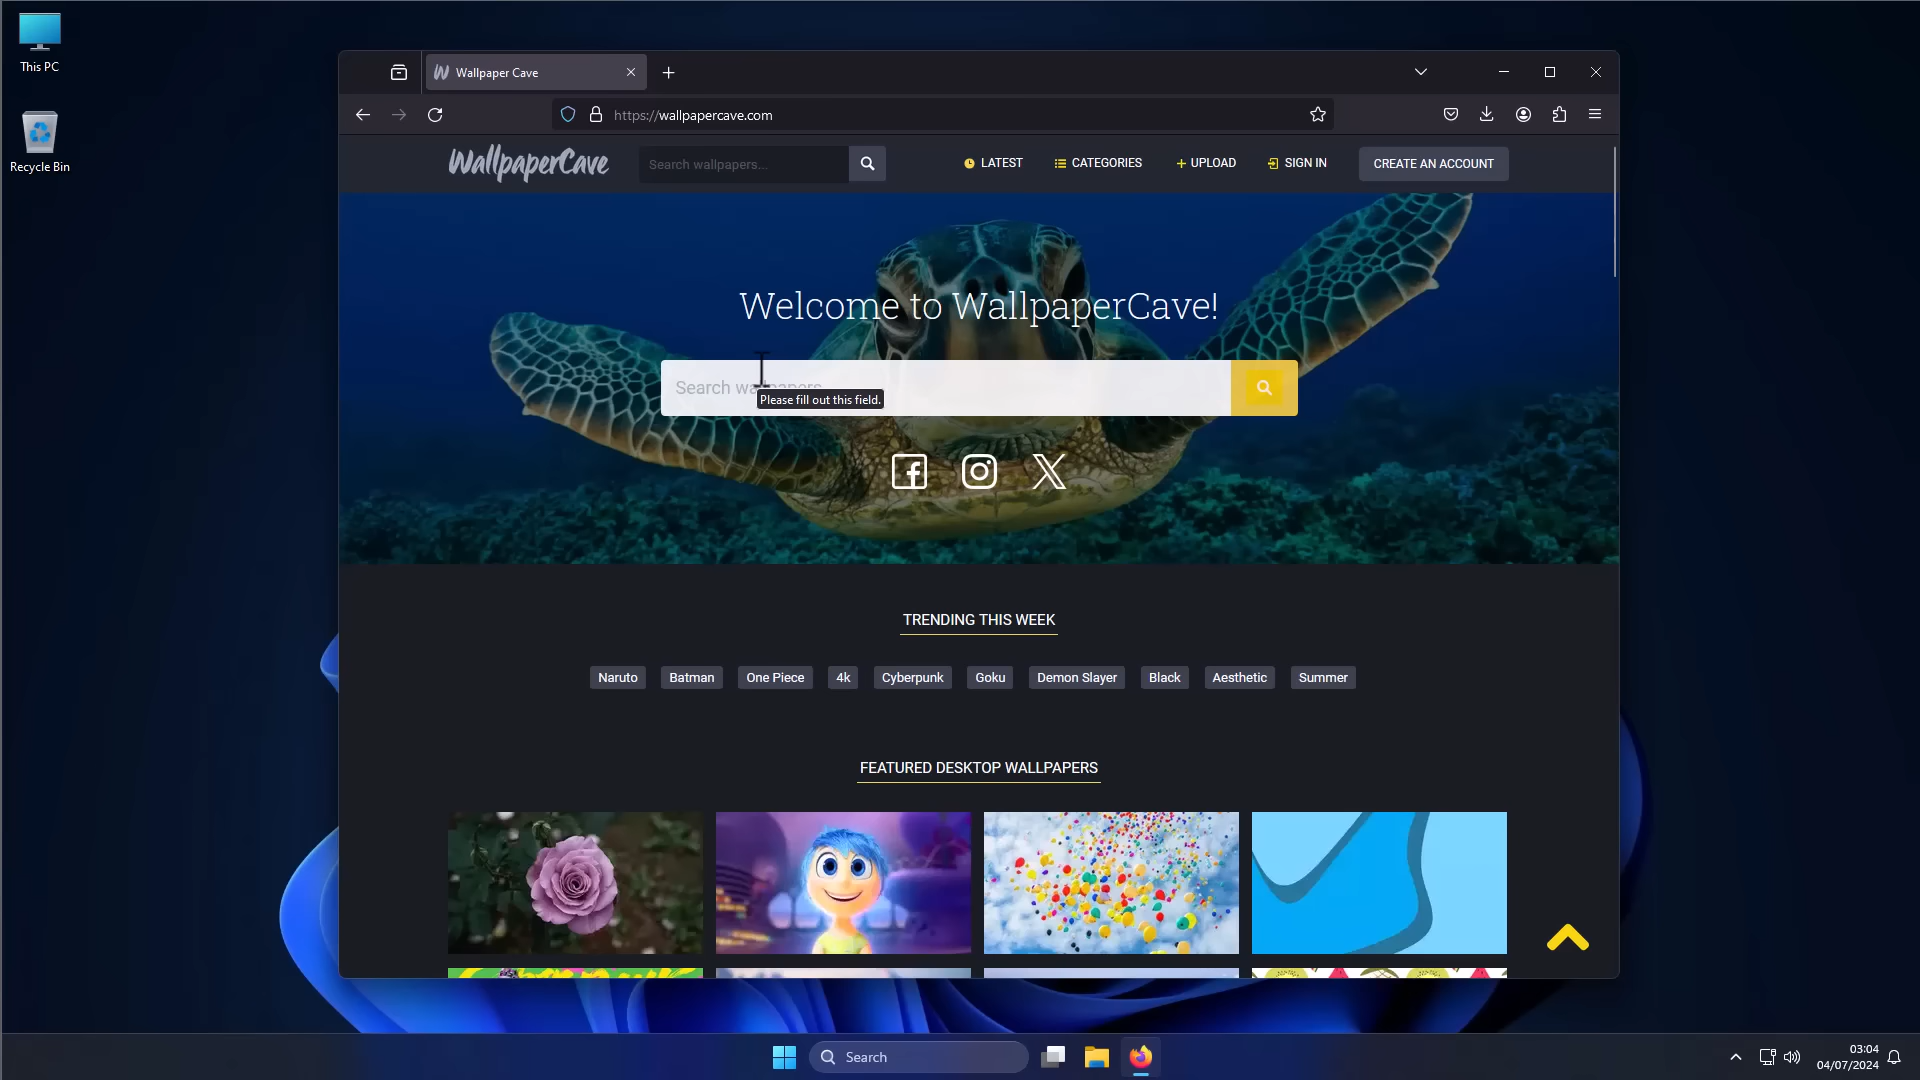 This PC
Recycle Bin
Wallpaper Cave
https://wallpapercave.com
WallpaperCave
Search wallpapers...
LATEST
CATEGORIES
UPLOAD
SIGN IN
CREATE AN ACCOUNT
Welcome to WallpaperCave!
Search wallpapers...
Please fill out this field.
TRENDING THIS WEEK
Naruto
Batman
One Piece
4k
Cyberpunk
Goku
Demon Slayer
Black
Aesthetic
Summer
FEATURED DESKTOP WALLPAPERS
Search
03:04
04/07/2024